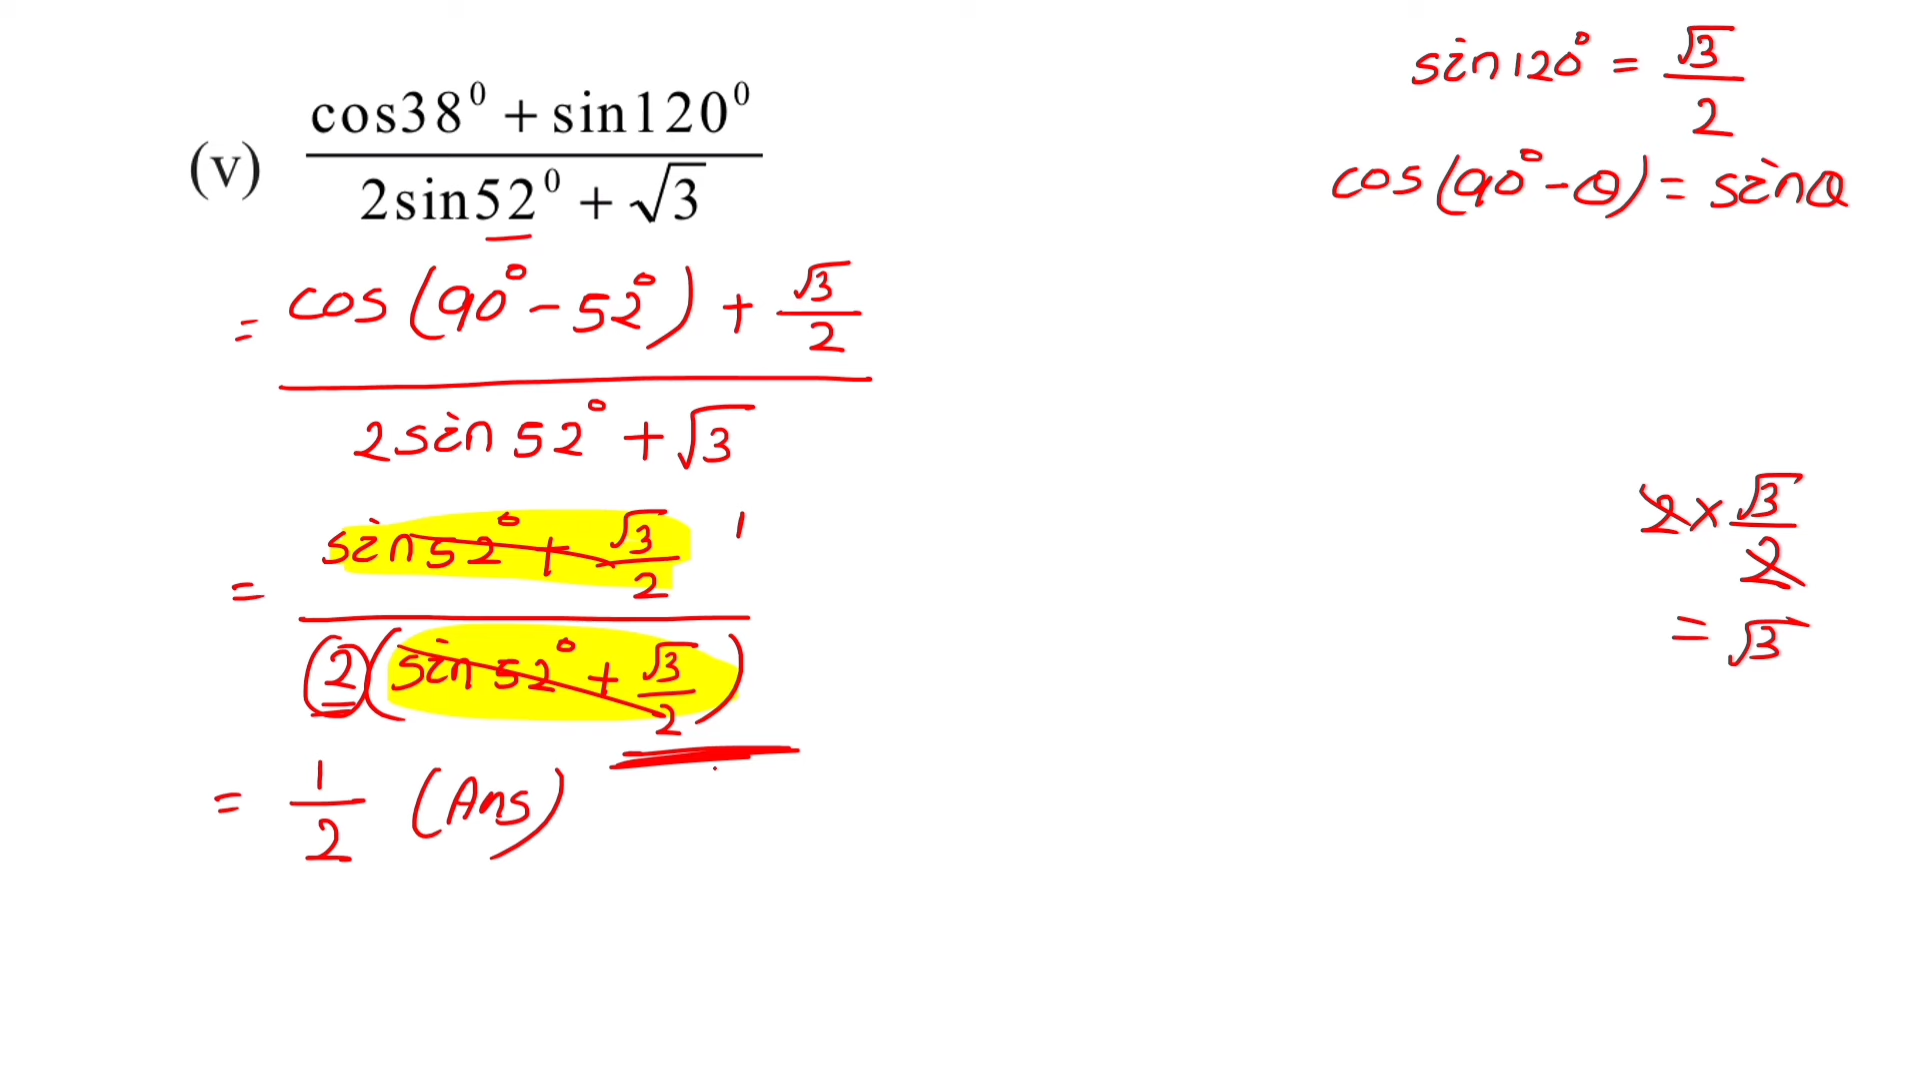 (v) cos38⁰ + sin120⁰ / 2sin52⁰ + √3
= cos(90° - 52°) + √3/2
2sin52° + √3
= sin52° + √3/2 1
2(sin52° + √3/2)
= 1/2 (Ans)
sin120° = √3/2
cos(90° - θ) = sinθ
2 × √3/2
= √3